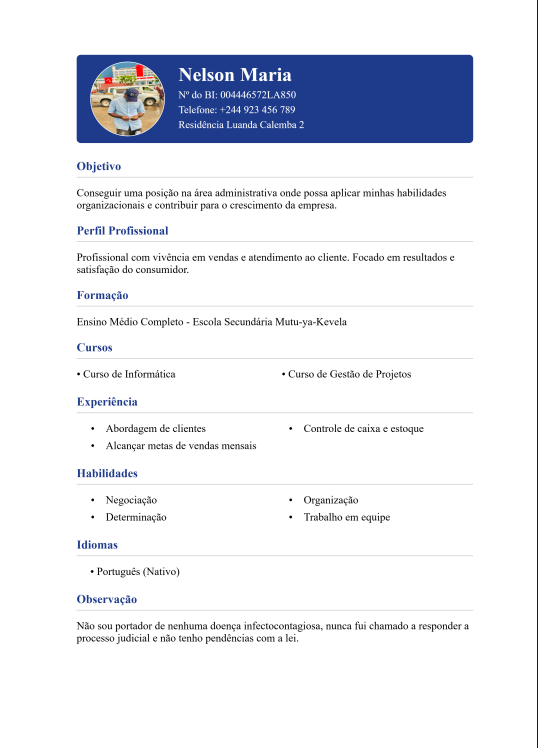 Nelson Maria
Nº do BI: 004446572LA850
Telefone: +244 923 456 789
Residência Luanda Calemba 2
Objetivo
Conseguir uma posição na área administrativa onde possa aplicar minhas habilidades
organizacionais e contribuir para o crescimento da empresa.
Perfil Profissional
Profissional com vivência em vendas e atendimento ao cliente. Focado em resultados e
satisfação do consumidor.
Formação
Ensino Médio Completo - Escola Secundária Mutu-ya-Kevela
Cursos
• Curso de Informática
• Curso de Gestão de Projetos
Experiência
• Abordagem de clientes
• Controle de caixa e estoque
• Alcançar metas de vendas mensais
Habilidades
• Negociação
• Organização
• Determinação
• Trabalho em equipe
Idiomas
• Português (Nativo)
Observação
Não sou portador de nenhuma doença infectocontagiosa, nunca fui chamado a responder a
processo judicial e não tenho pendências com a lei.